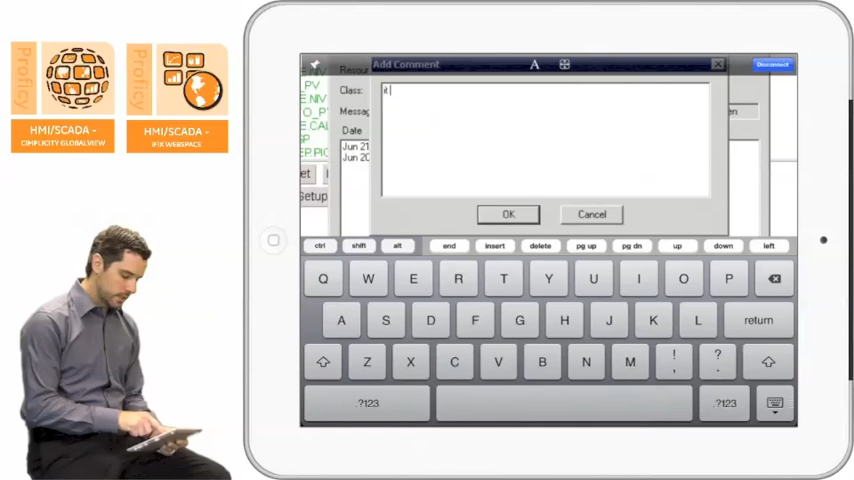 Proficy
HMI/SCADA -
CIMPLICITY GLOBALVIEW
Proficy
HMI/SCADA -
IFIX WEBSPACE
Add Comment
A
Disconnect
Class:
it
Date
Jun 21
Jun 20
Setup
OK
Cancel
ctrl shift alt end insert delete pg up pg dn up down left
Q W E R T Y U I O P
A S D F G H J K L return
Z X C V B N M ! , ? .
.?123 .?123